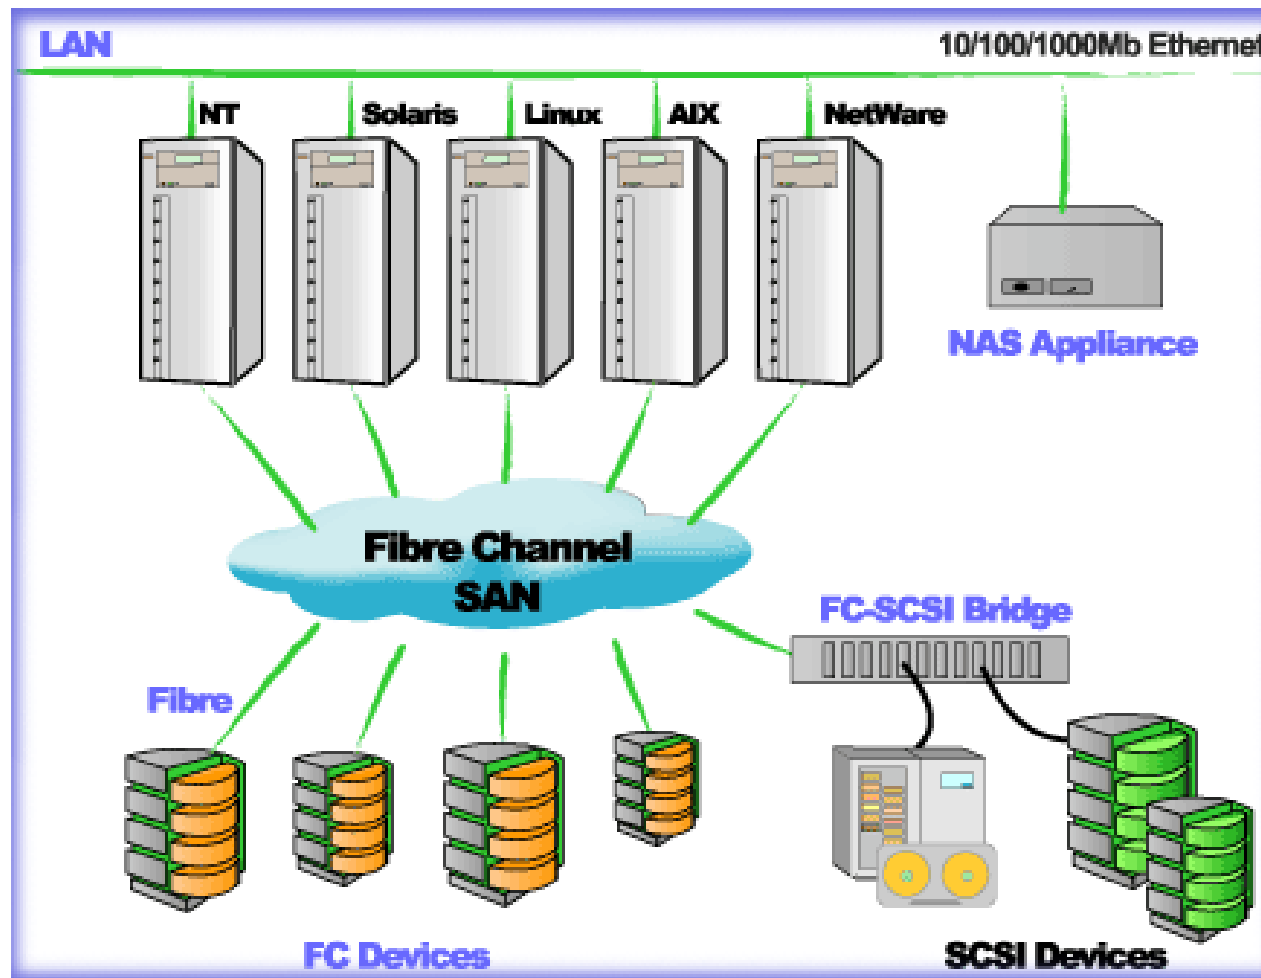 LAN
10/100/1000Mb Ethernet
NT
Solaris
Linux
AIX
NetWare
NAS Appliance
Fibre Channel
SAN
FC-SCSI Bridge
Fibre
FC Devices
SCSI Devices